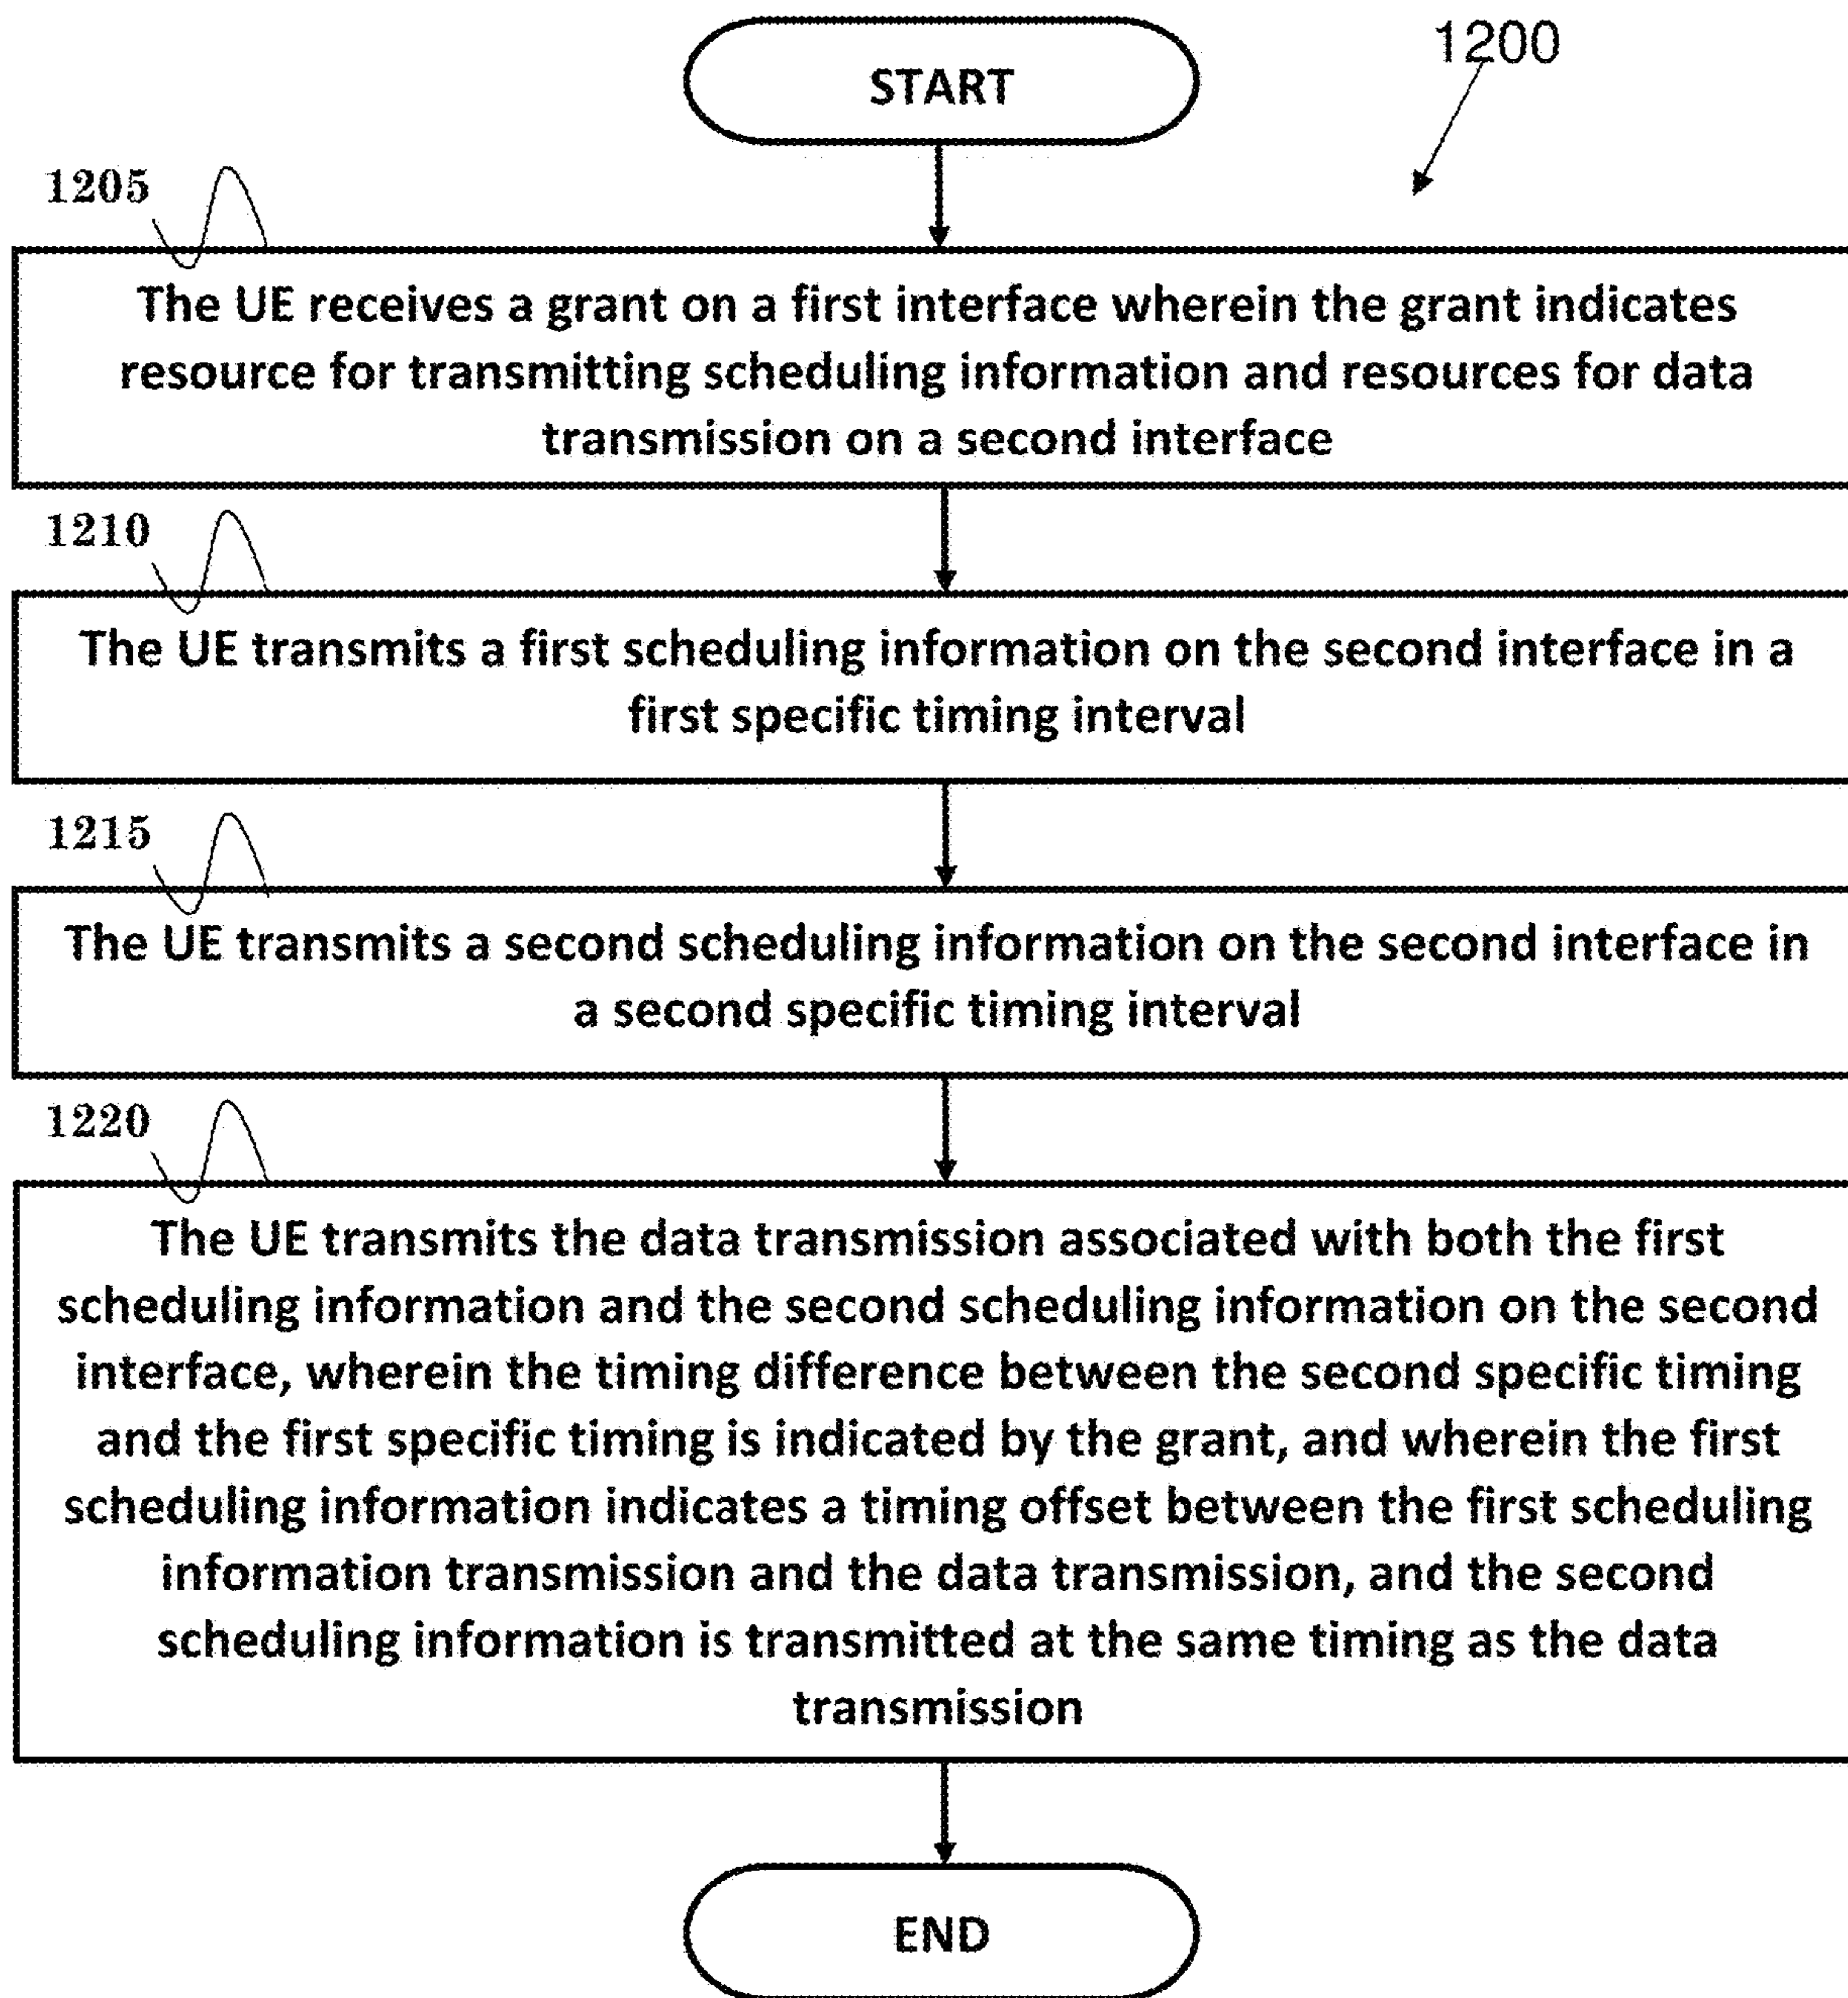 START
1200
1205
The UE receives a grant on a first interface wherein the grant indicates
resource for transmitting scheduling information and resources for data
transmission on a second interface
1210
The UE transmits a first scheduling information on the second interface in a
first specific timing interval
1215
The UE transmits a second scheduling information on the second interface in
a second specific timing interval
1220
The UE transmits the data transmission associated with both the first
scheduling information and the second scheduling information on the second
interface, wherein the timing difference between the second specific timing
and the first specific timing is indicated by the grant, and wherein the first
scheduling information indicates a timing offset between the first scheduling
information transmission and the data transmission, and the second
scheduling information is transmitted at the same timing as the data
transmission
END